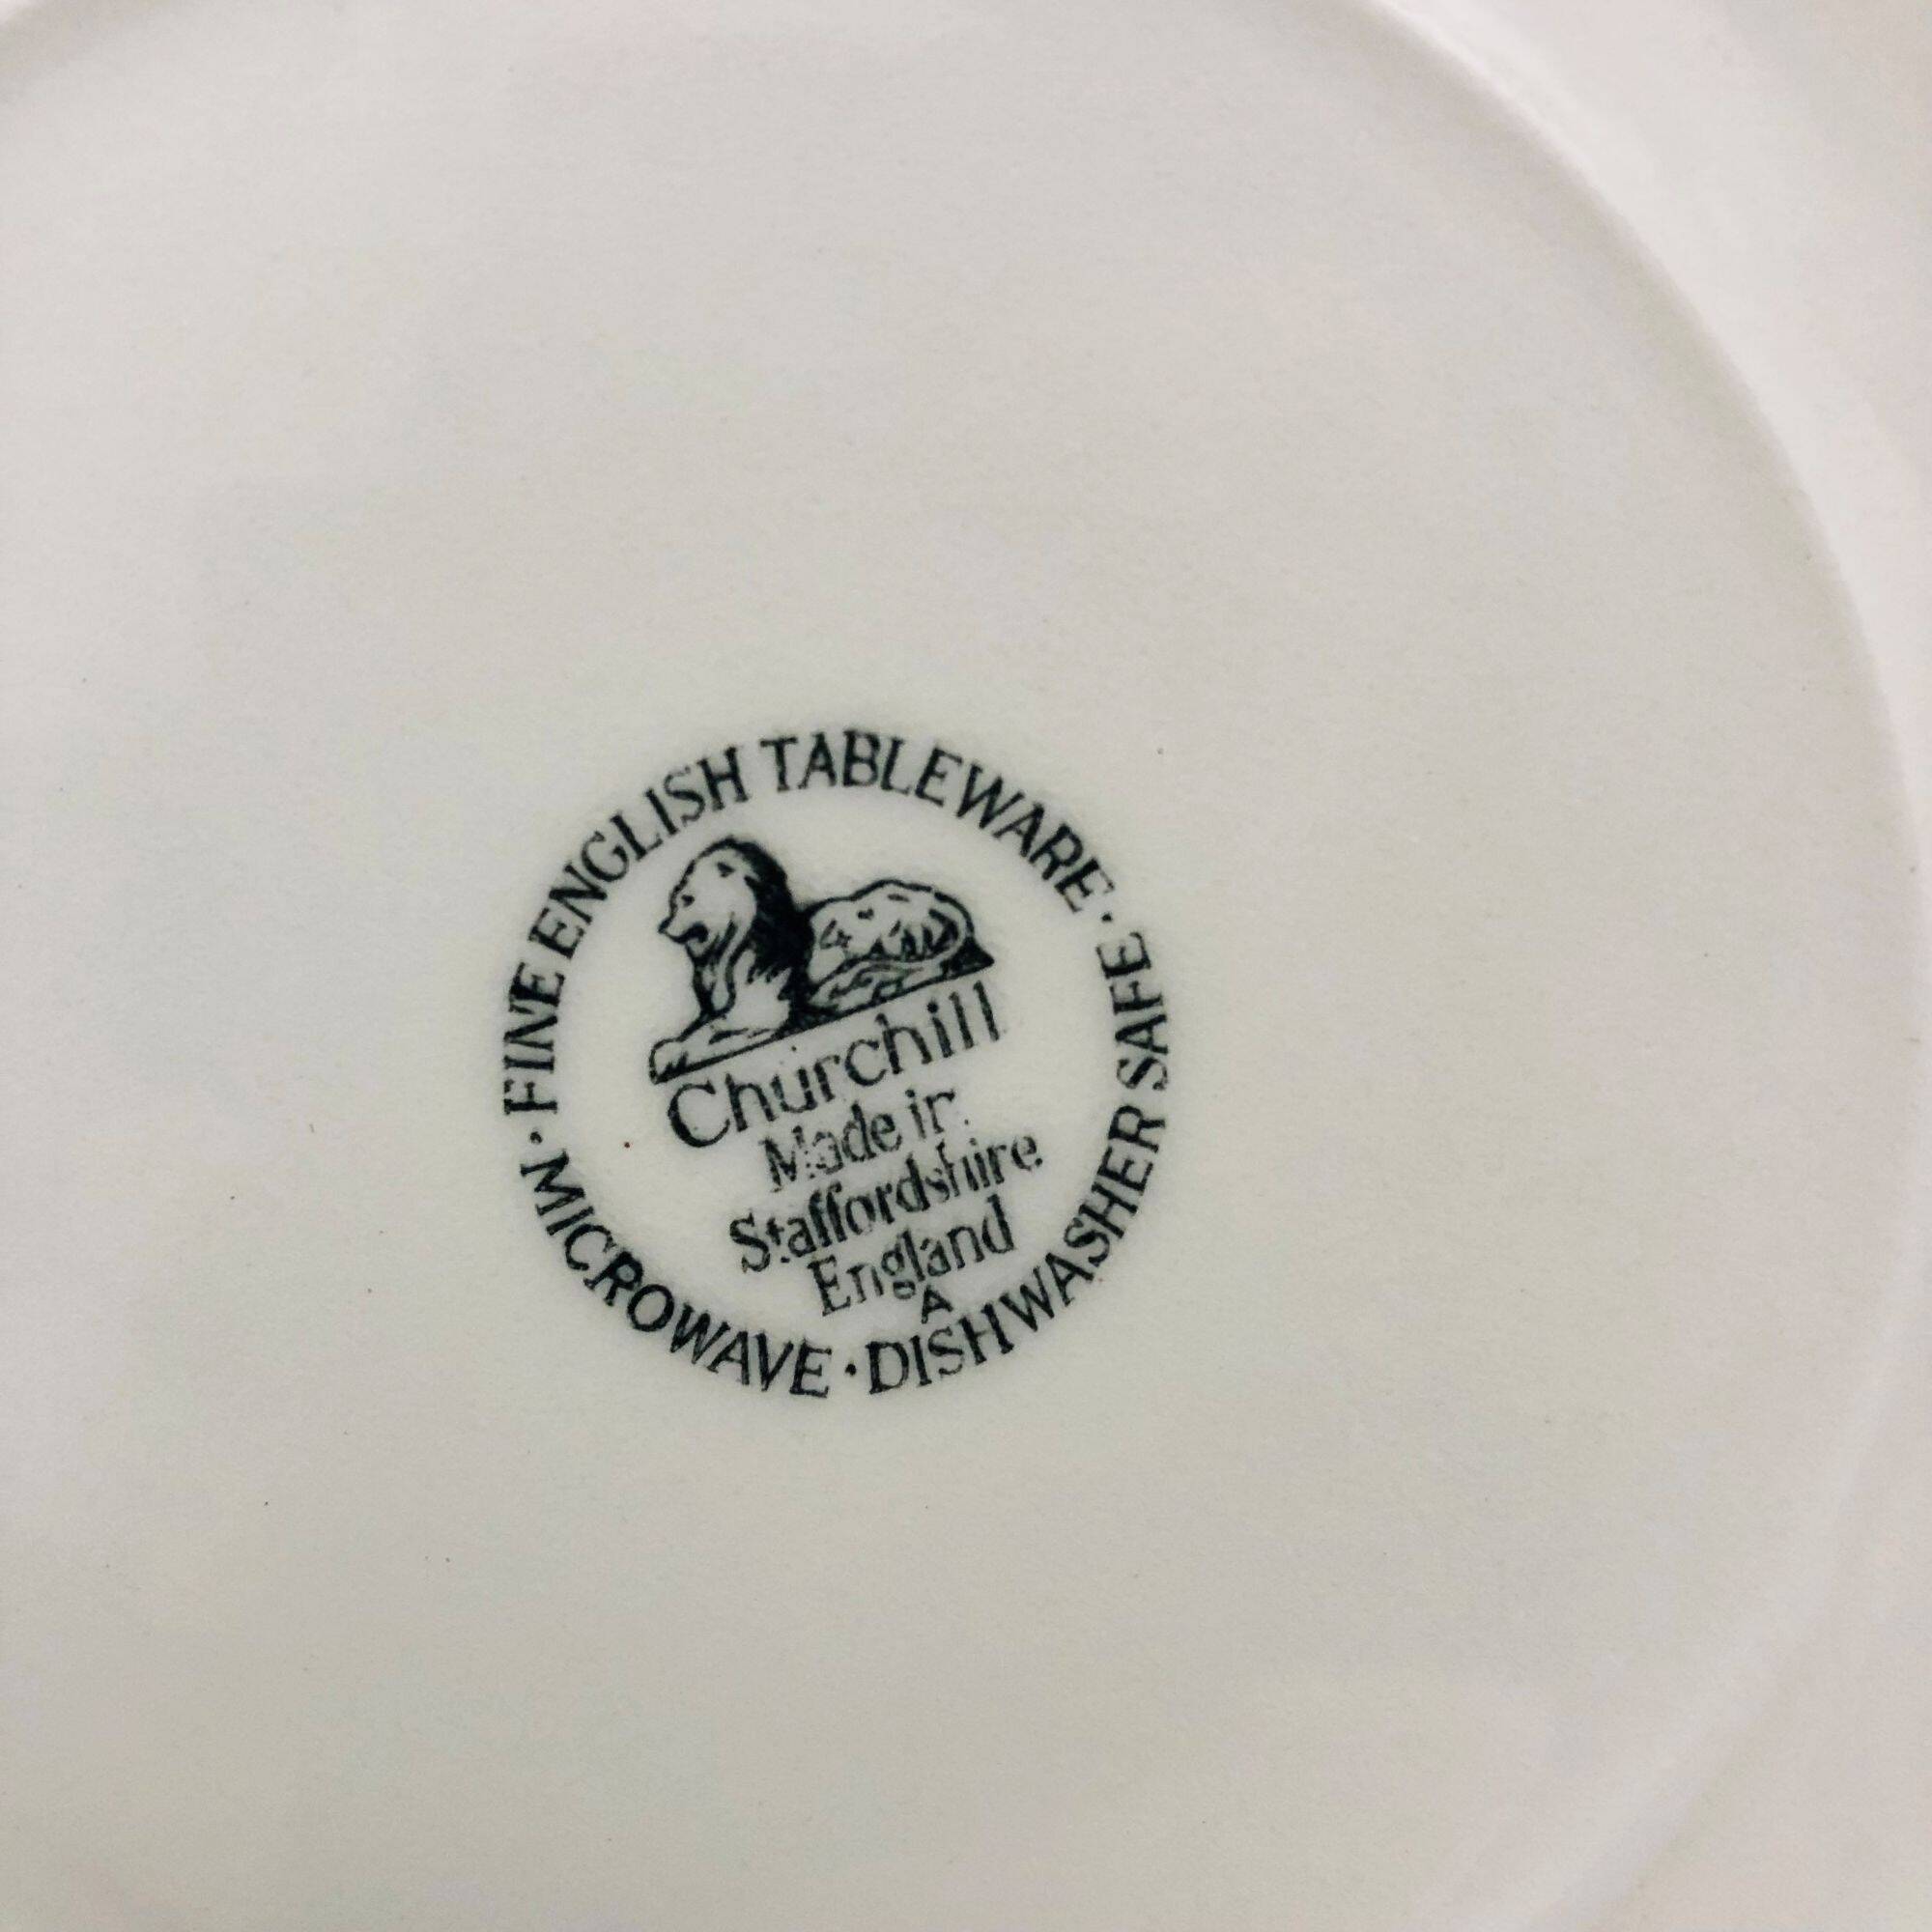 · FINE ENGLISH TABLEWARE · DISHWASHER SAFE
· MICROWAVE ·
Churchill
Made in
Staffordshire
England
A